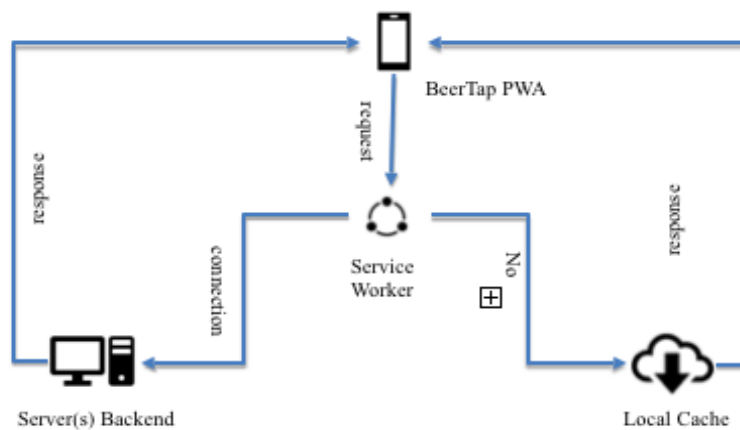 BeerTap PWA
request
response
response
Service
Worker
connection
No
Server(s) Backend
Local Cache